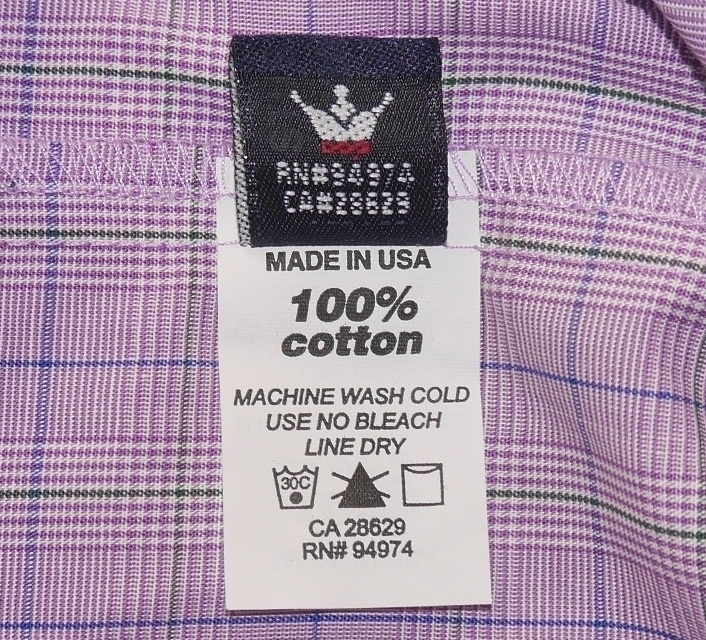 RN#94974
CA#28629
MADE IN USA
100%
cotton
MACHINE WASH COLD
USE NO BLEACH
LINE DRY
30C
CA 28629
RN# 94974